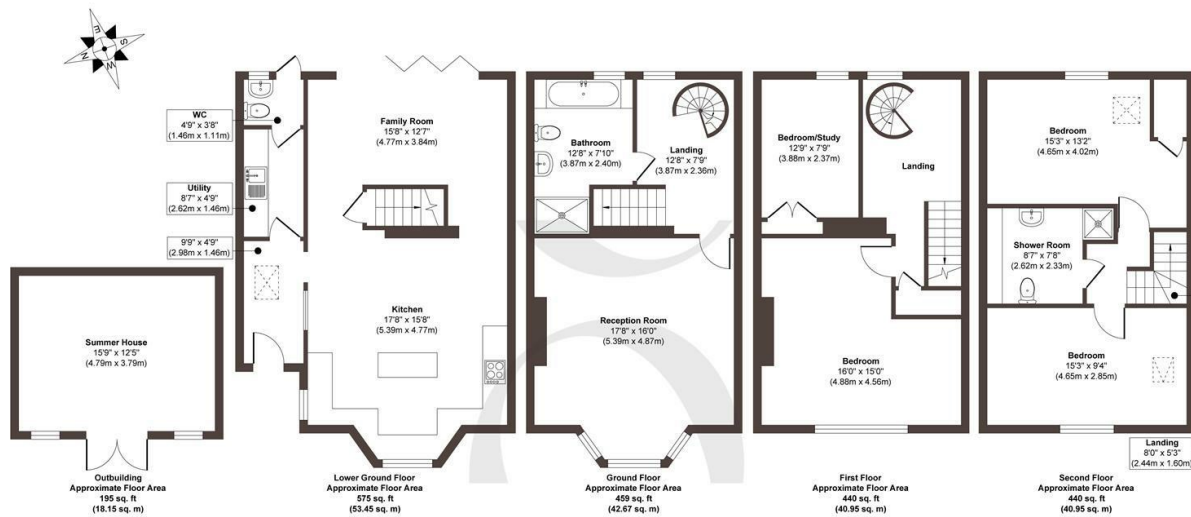 N
E
S
W
WC
4'9" x 3'8"
(1.46m x 1.11m)
Utility
8'7" x 4'9"
(2.62m x 1.46m)
9'9" x 4'9"
(2.98m x 1.46m)
Summer House
15'9" x 12'5"
(4.79m x 3.79m)
Outbuilding
Approximate Floor Area
195 sq. ft
(18.15 sq. m)
Family Room
15'8" x 12'7"
(4.77m x 3.84m)
Kitchen
17'8" x 15'8"
(5.39m x 4.77m)
Lower Ground Floor
Approximate Floor Area
575 sq. ft
(53.45 sq. m)
Bathroom
12'8" x 7'10"
(3.87m x 2.40m)
Landing
12'8" x 7'9"
(3.87m x 2.36m)
Reception Room
17'8" x 16'0"
(5.39m x 4.87m)
Ground Floor
Approximate Floor Area
459 sq. ft
(42.67 sq. m)
Bedroom/Study
12'9" x 7'9"
(3.88m x 2.37m)
Landing
Bedroom
16'0" x 15'0"
(4.88m x 4.56m)
First Floor
Approximate Floor Area
440 sq. ft
(40.95 sq. m)
Bedroom
15'3" x 13'2"
(4.65m x 4.02m)
Shower Room
8'7" x 7'8"
(2.62m x 2.33m)
Bedroom
15'3" x 9'4"
(4.65m x 2.85m)
Landing
8'0" x 5'3"
(2.44m x 1.60m)
Second Floor
Approximate Floor Area
440 sq. ft
(40.95 sq. m)